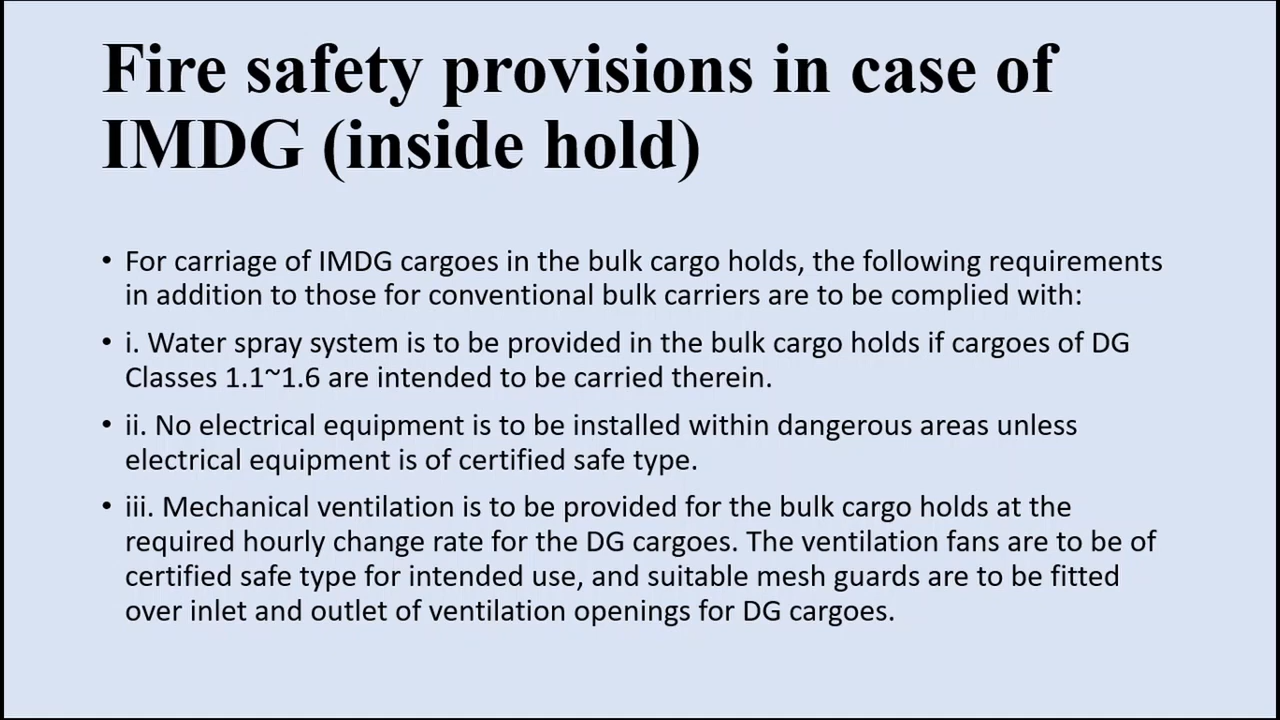 Fire safety provisions in case of
IMDG (inside hold)
• For carriage of IMDG cargoes in the bulk cargo holds, the following requirements
in addition to those for conventional bulk carriers are to be complied with:
• i. Water spray system is to be provided in the bulk cargo holds if cargoes of DG
Classes 1.1~1.6 are intended to be carried therein.
• ii. No electrical equipment is to be installed within dangerous areas unless
electrical equipment is of certified safe type.
• iii. Mechanical ventilation is to be provided for the bulk cargo holds at the
required hourly change rate for the DG cargoes. The ventilation fans are to be of
certified safe type for intended use, and suitable mesh guards are to be fitted
over inlet and outlet of ventilation openings for DG cargoes.